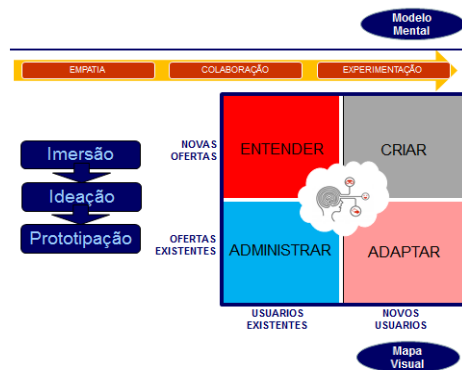 Modelo
Mental
EMPATIA
COLABORAÇÃO
EXPERIMENTAÇÃO
Imersão
Ideação
Prototipação
NOVAS
OFERTAS
ENTENDER
CRIAR
OFERTAS
EXISTENTES
ADMINISTRAR
ADAPTAR
USUARIOS
EXISTENTES
NOVOS
USUARIOS
Mapa
Visual